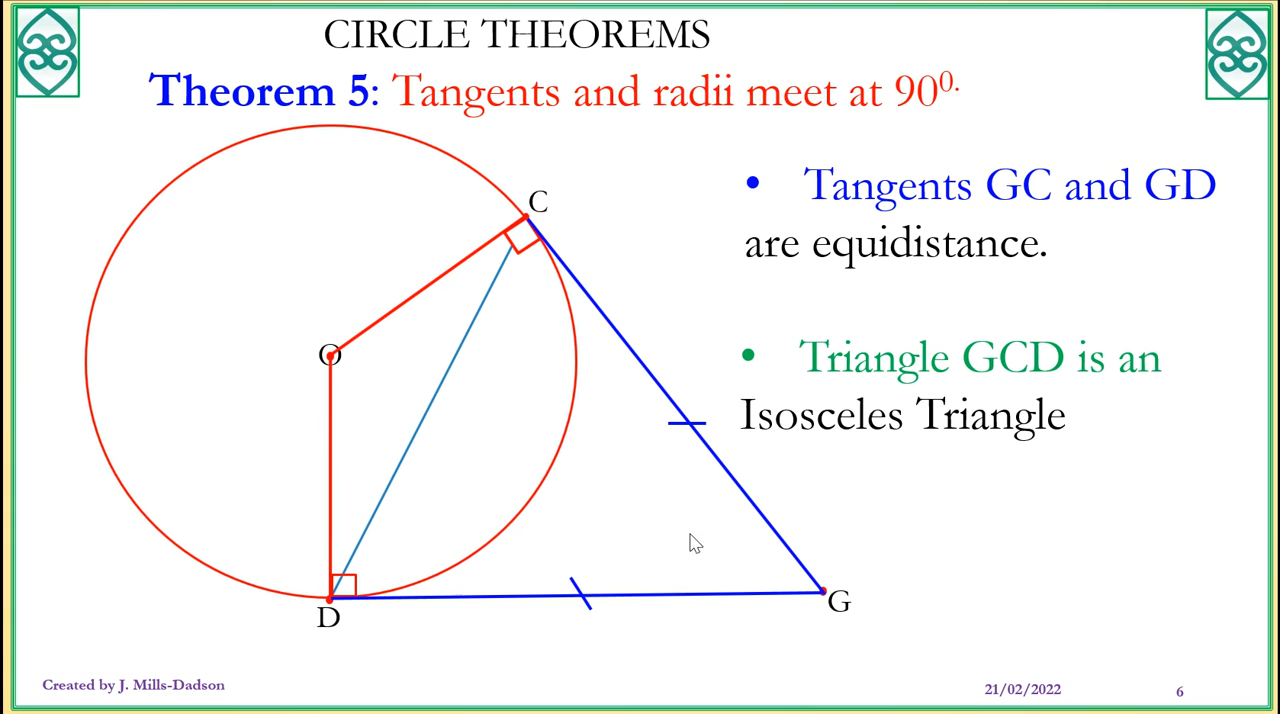 CIRCLE THEOREMS
Theorem 5: Tangents and radii meet at 90⁰.
C
• Tangents GC and GD
are equidistance.
O
• Triangle GCD is an
Isosceles Triangle
G
D
Created by J. Mills-Dadson
21/02/2022
6